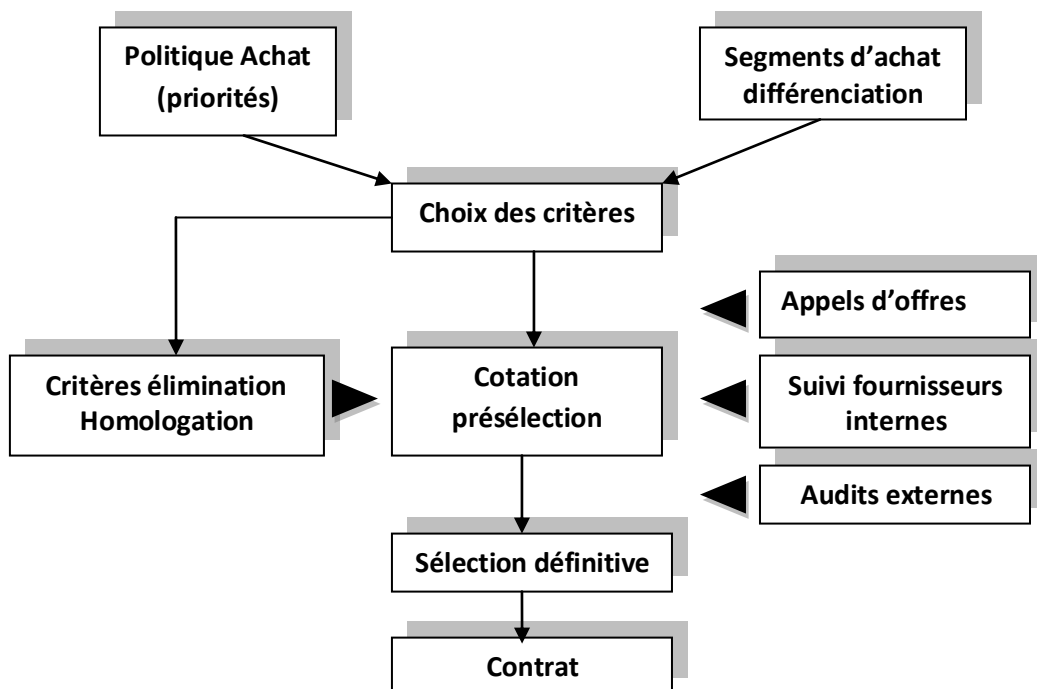 Politique Achat
(priorités)
Segments d’achat
différenciation
Choix des critères
Appels d’offres
Critères élimination
Homologation
Cotation
présélection
Suivi fournisseurs
internes
Audits externes
Sélection définitive
Contrat